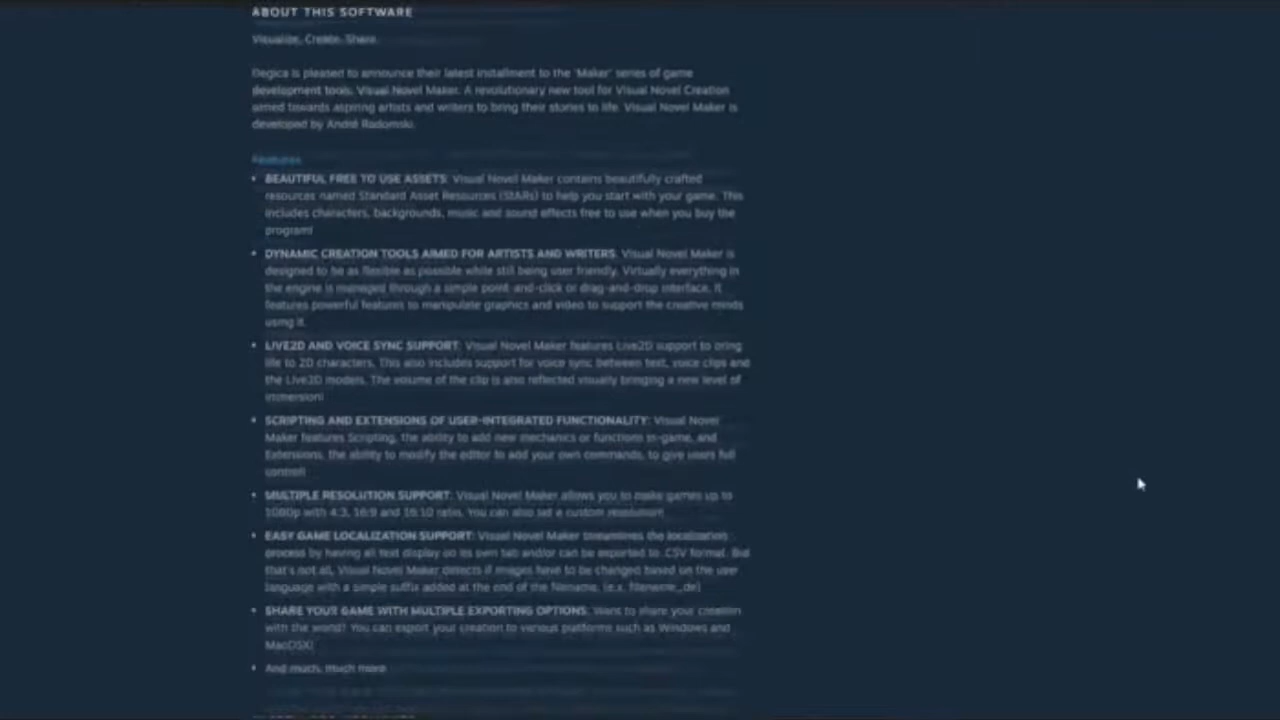 ABOUT THIS SOFTWARE
Visualize. Create. Share.
Degica is pleased to announce their latest installment to the 'Maker' series of game
development tools, Visual Novel Maker. A revolutionary new tool for Visual Novel Creation
aimed towards aspiring artists and writers to bring their stories to life. Visual Novel Maker is
developed by André Radomski.
Features
• BEAUTIFUL FREE TO USE ASSETS: Visual Novel Maker contains beautifully crafted
resources named Standard Asset Resources (STARs) to help you start with your game. This
includes characters, backgrounds, music and sound effects free to use when you buy the
program!
• DYNAMIC CREATION TOOLS AIMED FOR ARTISTS AND WRITERS: Visual Novel Maker is
designed to be as flexible as possible while still being user friendly. Virtually everything in
the engine is managed through a simple point-and-click or drag-and-drop interface. It
features powerful features to manipulate graphics and video to support the creative minds
using it.
• LIVE2D AND VOICE SYNC SUPPORT: Visual Novel Maker features Live2D support to bring
life to 2D characters. This also includes support for voice sync between text, voice clips and
the Live2D models. The volume of the clip is also reflected visually bringing a new level of
immersion!
• SCRIPTING AND EXTENSIONS OF USER-INTEGRATED FUNCTIONALITY: Visual Novel
Maker features Scripting, the ability to add new mechanics or functions in-game, and
Extensions, the ability to modify the editor to add your own commands, to give users full
control!
• MULTIPLE RESOLUTION SUPPORT: Visual Novel Maker allows you to make games up to
1080p with 4:3, 16:9 and 16:10 ratio. You can also set a custom resolution!
• EASY GAME LOCALIZATION SUPPORT: Visual Novel Maker streamlines the localization
process by having all text display on its own tab and/or can be exported to .CSV format. But
that's not all, Visual Novel Maker detects if images have to be changed based on the user
language with a simple suffix added at the end of the filename. (e.x. filename_de)
• SHARE YOUR GAME WITH MULTIPLE EXPORTING OPTIONS: Want to share your creation
with the world? You can export your creation to various platforms such as Windows and
MacOSX!
• And much, much more